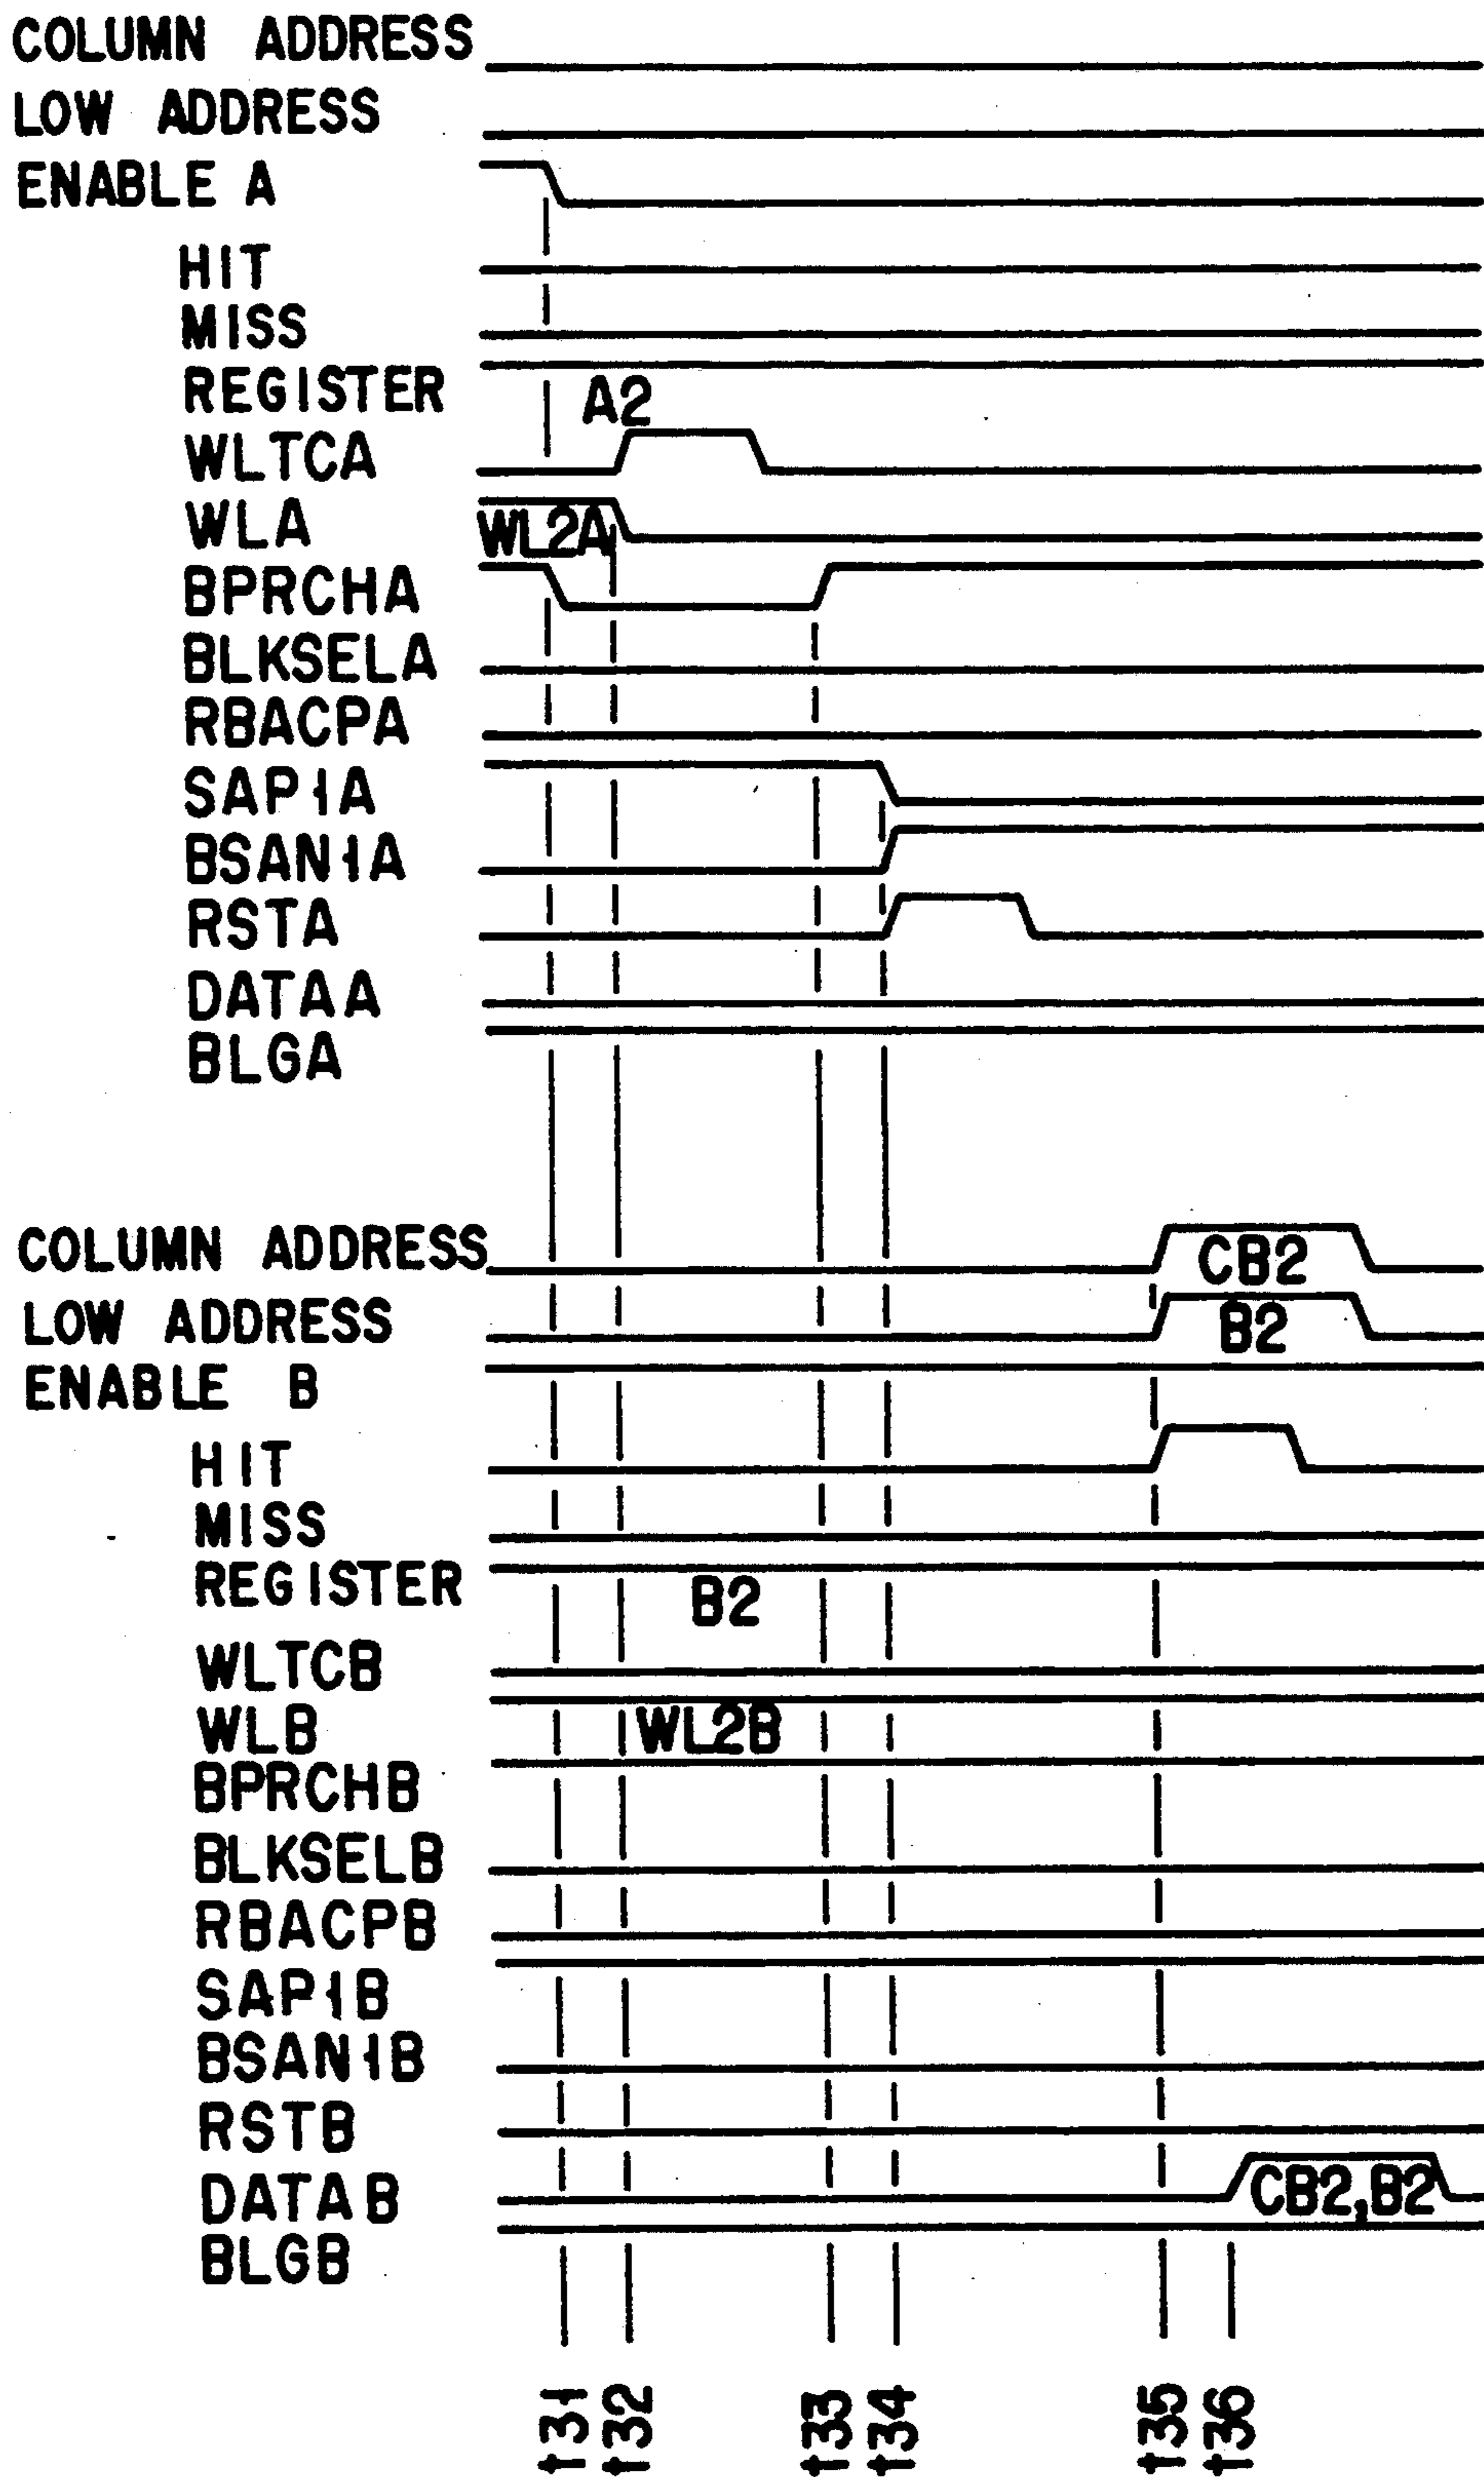 COLUMN ADDRESS
LOW ADDRESS
ENABLE A
HIT
MISS
REGISTER
A2
WLTCA
WLA
WL2A
BPRCHA
BLKSELA
RBACPA
SAP1A
BSAN1A
RSTA
DATAA
BLGA
COLUMN ADDRESS
CB2
LOW ADDRESS
B2
ENABLE B
HIT
MISS
REGISTER
B2
WLTCB
WLB
WL2B
BPRCHB
BLKSELB
RBACPB
SAP1B
BSAN1B
RSTB
DATAB
CB2,B2
BLGB
t31
t32
t33
t34
t35
t36